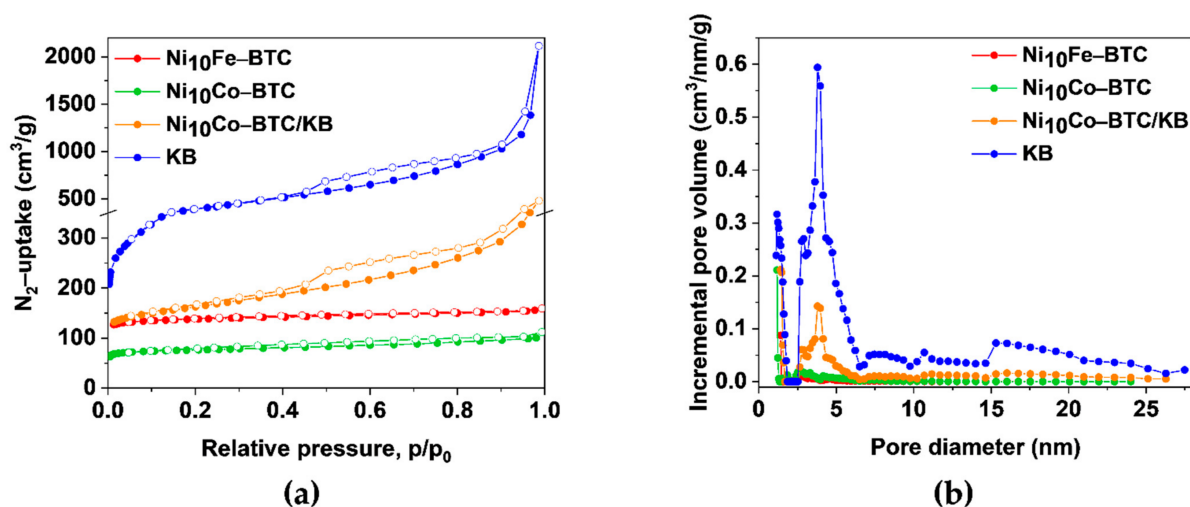 Ni₁₀Fe–BTC
Ni₁₀Co–BTC
Ni₁₀Co–BTC/KB
KB
N₂–uptake (cm³/g)
2000
1500
1000
500
300
200
100
0
0.0 0.2 0.4 0.6 0.8 1.0
Relative pressure, p/p₀
(a)
Ni₁₀Fe–BTC
Ni₁₀Co–BTC
Ni₁₀Co–BTC/KB
KB
Incremental pore volume (cm³/nm/g)
0.6
0.5
0.4
0.3
0.2
0.1
0.0
0 5 10 15 20 25
Pore diameter (nm)
(b)